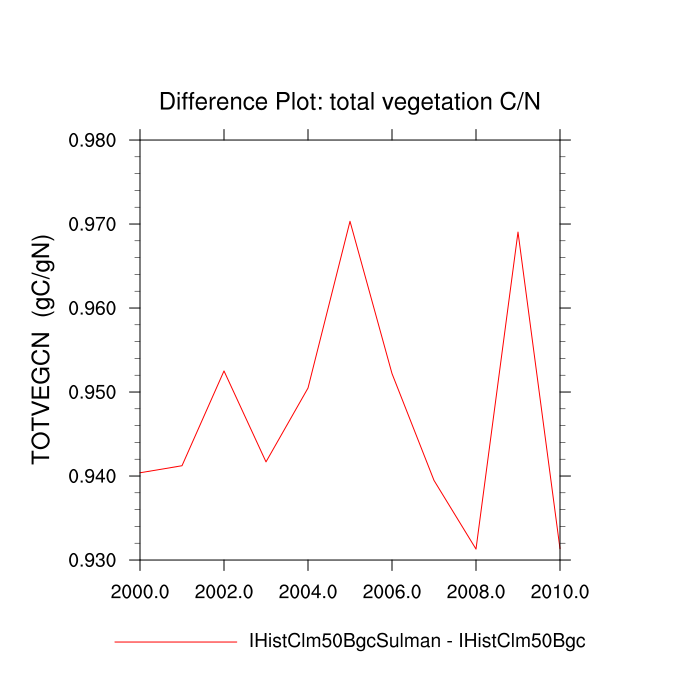 Difference Plot: total vegetation C/N
0.980
0.970
0.960
0.950
0.940
0.930
TOTVEGCN  (gC/gN)
2000.0 2002.0 2004.0 2006.0 2008.0 2010.0
IHistClm50BgcSulman - IHistClm50Bgc